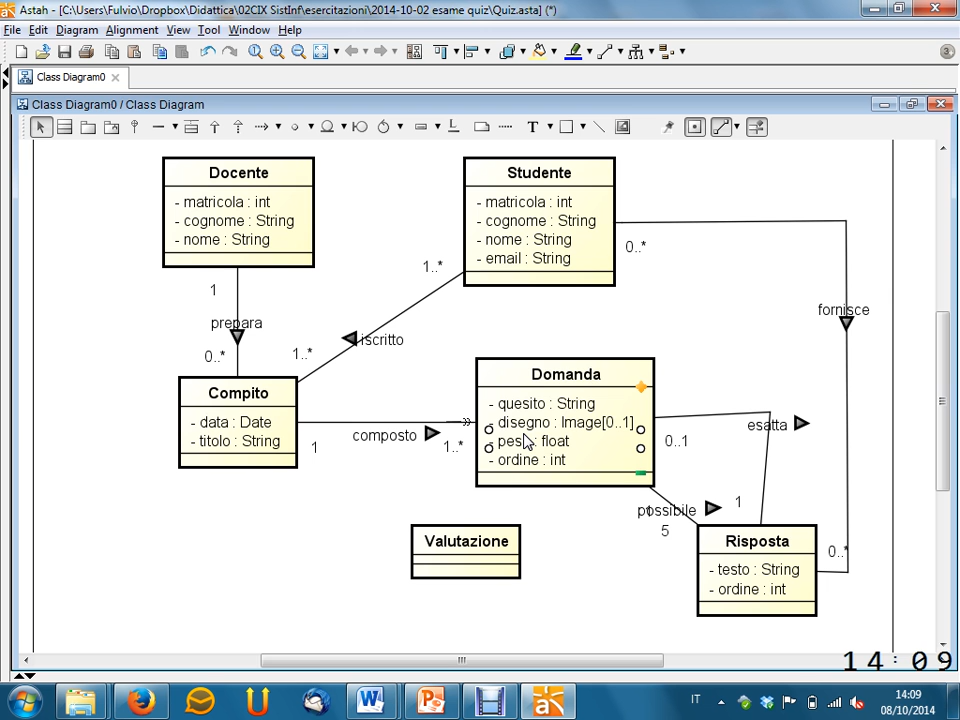 Astah - [C:\Users\Fulvio\Dropbox\Didattica\02CIX SistInf\esercitazioni\2014-10-02 esame quiz\Quiz.asta] (*)
File Edit Diagram Alignment View Tool Window Help
Class Diagram0
Class Diagram0 / Class Diagram
T
Docente
- matricola : int
- cognome : String
- nome : String
Studente
- matricola : int
- cognome : String
- nome : String
- email : String
0..*
1..*
1
prepara
0..*
fornisce
iscritto
1..*
Compito
- data : Date
- titolo : String
Domanda
- quesito : String
- disegno : Image[0..1]
- peso : float
- ordine : int
composto
1
1..*
esatta
0..1
possibile
1
5
Valutazione
Risposta
- testo : String
- ordine : int
0..*
14:09
IT
14:09
08/10/2014